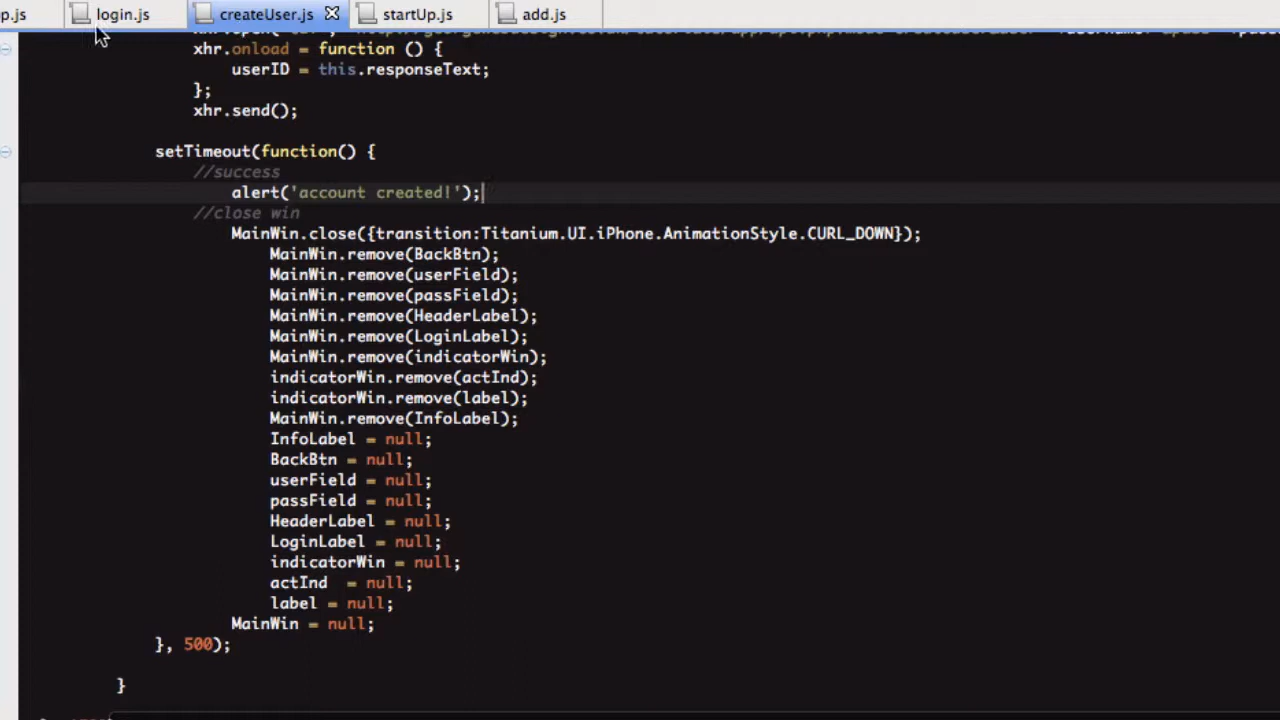 p.js login.js createUser.js startUp.js add.js
xhr.onload = function () {
userID = this.responseText;
};
xhr.send();
setTimeout(function() {
//success
alert('account created!');
//close win
MainWin.close({transition:Titanium.UI.iPhone.AnimationStyle.CURL_DOWN});
MainWin.remove(BackBtn);
MainWin.remove(userField);
MainWin.remove(passField);
MainWin.remove(HeaderLabel);
MainWin.remove(LoginLabel);
MainWin.remove(indicatorWin);
indicatorWin.remove(actInd);
indicatorWin.remove(label);
MainWin.remove(InfoLabel);
InfoLabel = null;
BackBtn = null;
userField = null;
passField = null;
HeaderLabel = null;
LoginLabel = null;
indicatorWin = null;
actInd  = null;
label = null;
MainWin = null;
}, 500);
}